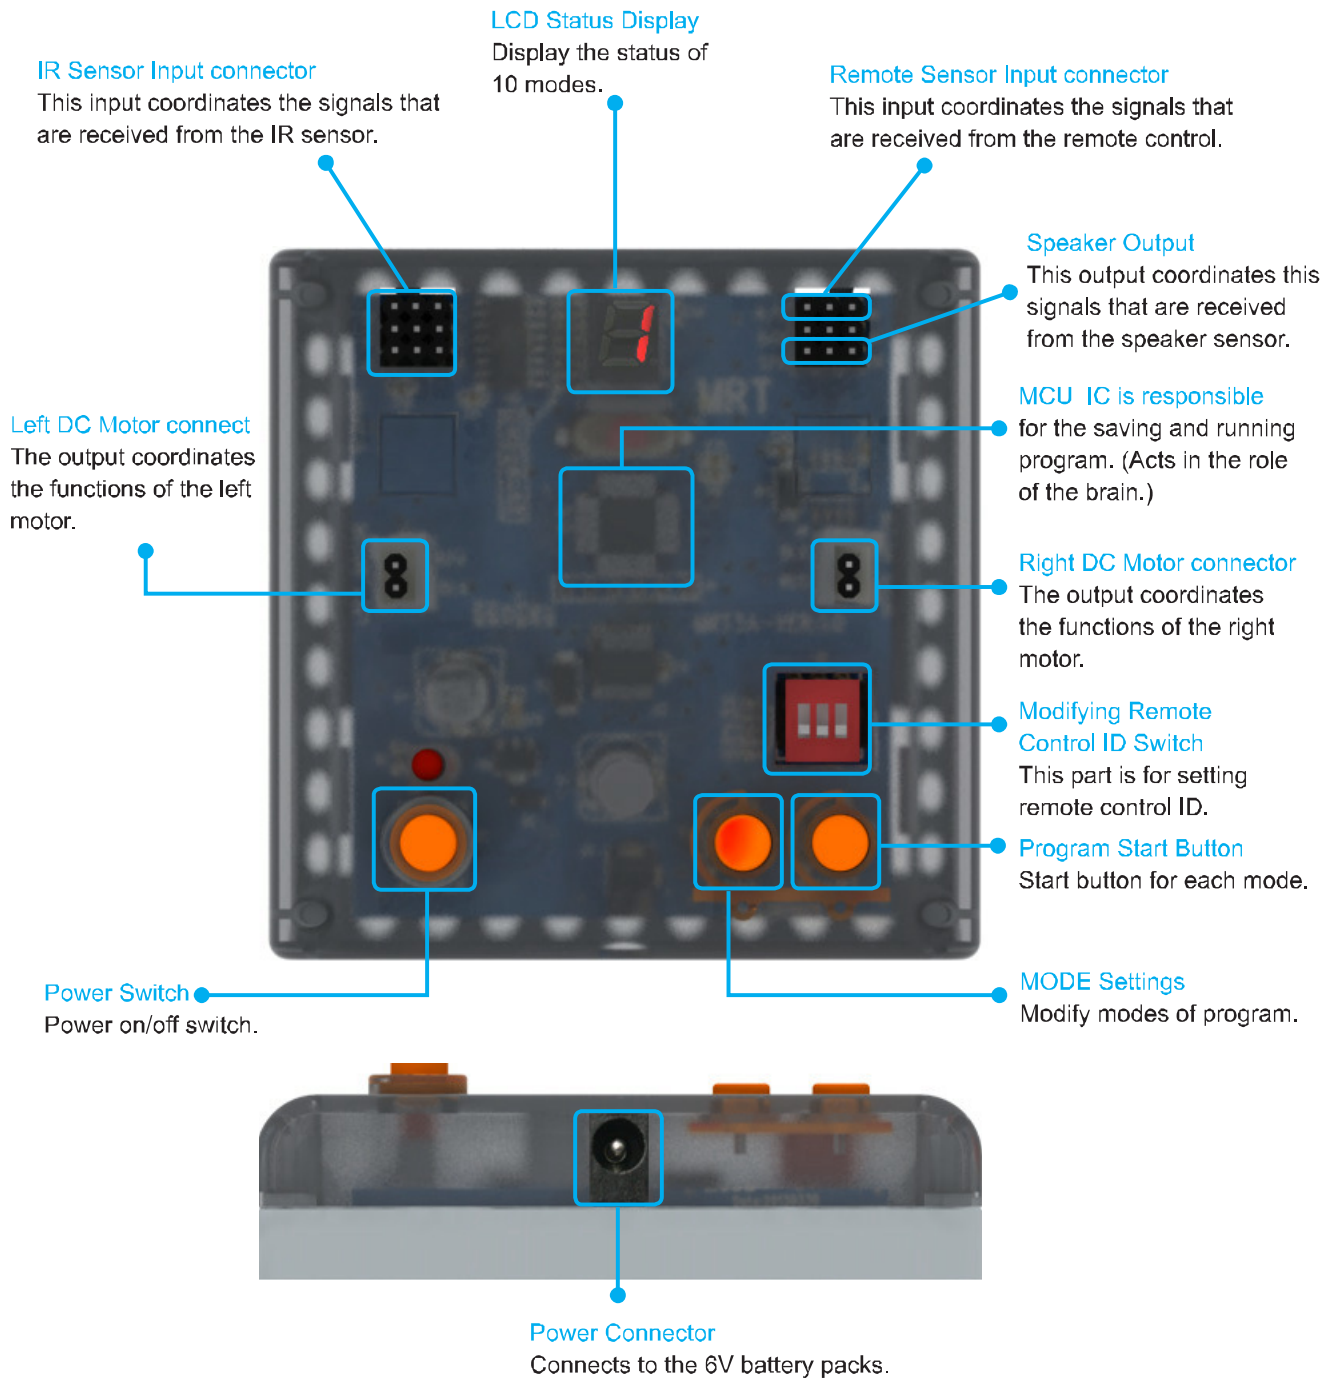 LCD Status Display
Display the status of
10 modes.
IR Sensor Input connector
This input coordinates the signals that
are received from the IR sensor.
Remote Sensor Input connector
This input coordinates the signals that
are received from the remote control.
Speaker Output
This output coordinates this
signals that are received
from the speaker sensor.
MCU IC is responsible
for the saving and running
program. (Acts in the role
of the brain.)
Left DC Motor connect
The output coordinates
the functions of the left
motor.
Right DC Motor connector
The output coordinates
the functions of the right
motor.
Modifying Remote
Control ID Switch
This part is for setting
remote control ID.
Program Start Button
Start button for each mode.
MODE Settings
Modify modes of program.
Power Switch
Power on/off switch.
Power Connector
Connects to the 6V battery packs.
1
MRT